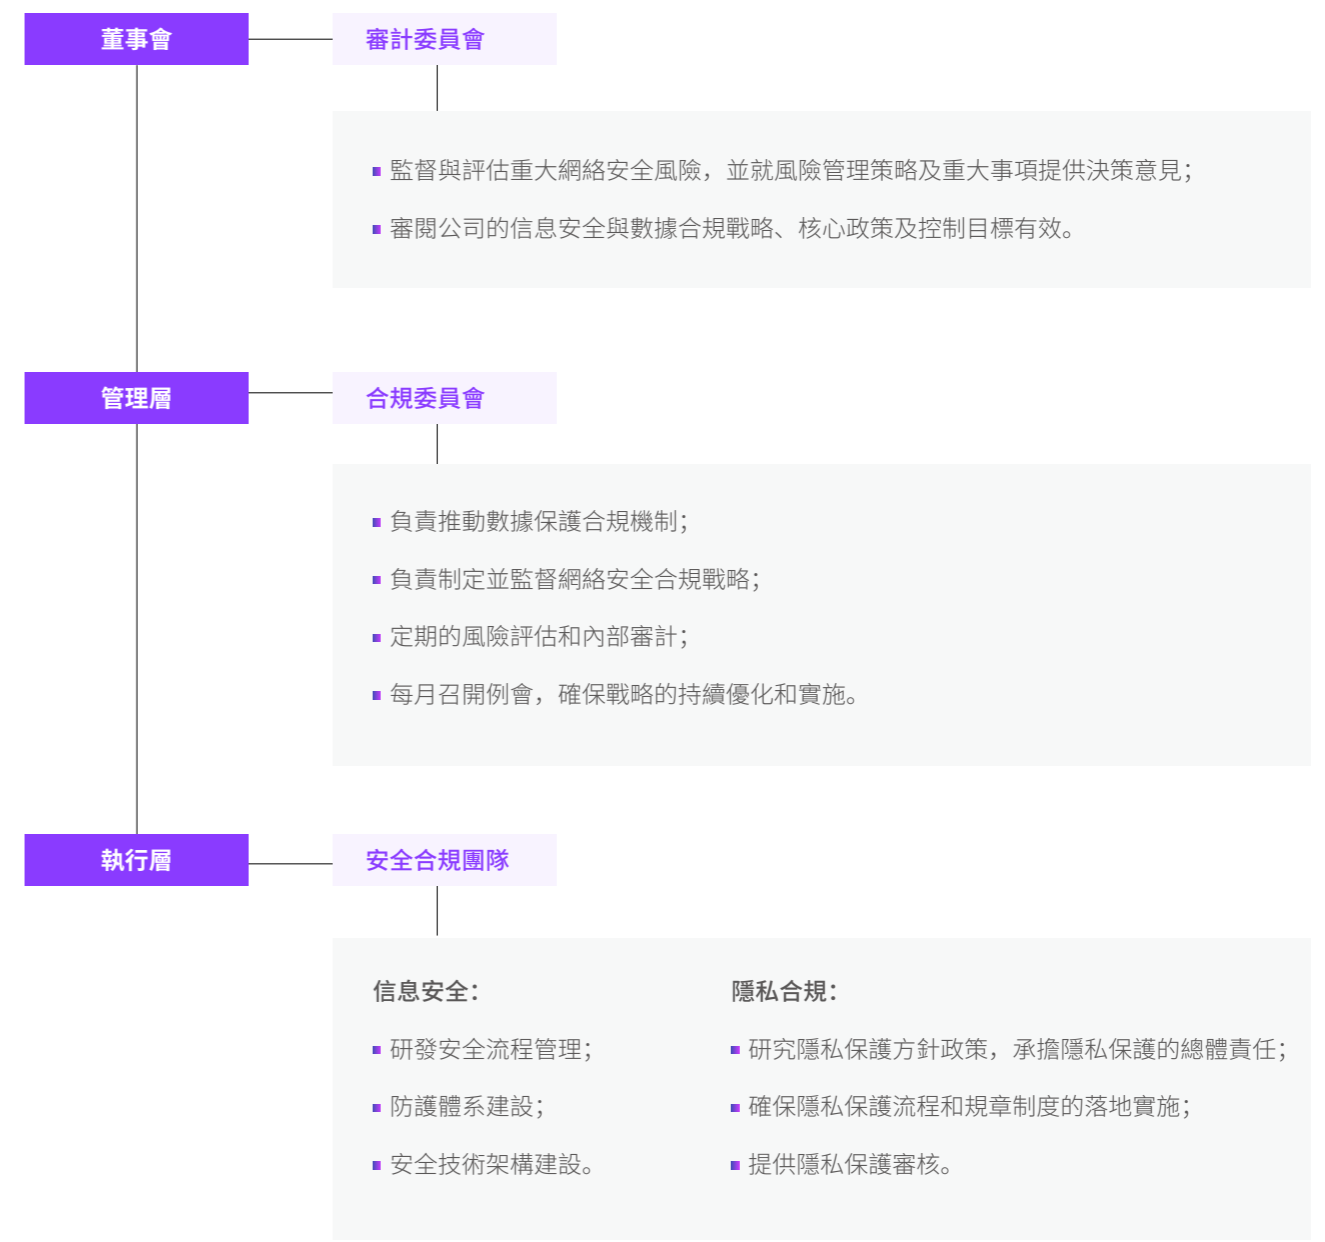 董事會
審計委員會
監督與評估重大網絡安全風險，並就風險管理策略及重大事項提供決策意見；
審閱公司的信息安全與數據合規戰略、核心政策及控制目標有效。
管理層
合規委員會
負責推動數據保護合規機制；
負責制定並監督網絡安全合規戰略；
定期的風險評估和內部審計；
每月召開例會，確保戰略的持續優化和實施。
執行層
安全合規團隊
信息安全：
研發安全流程管理；
防護體系建設；
安全技術架構建設。
隱私合規：
研究隱私保護方針政策，承擔隱私保護的總體責任；
確保隱私保護流程和規章制度的落地實施；
提供隱私保護審核。